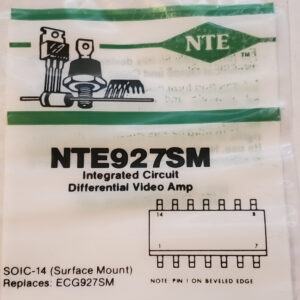 NTE
TM
NTE927SM
Integrated Circuit
Differential Video Amp
14 8
1 7
SOIC-14 (Surface Mount)
Replaces: ECG927SM
NOTE: PIN 1 ON BEVELED EDGE